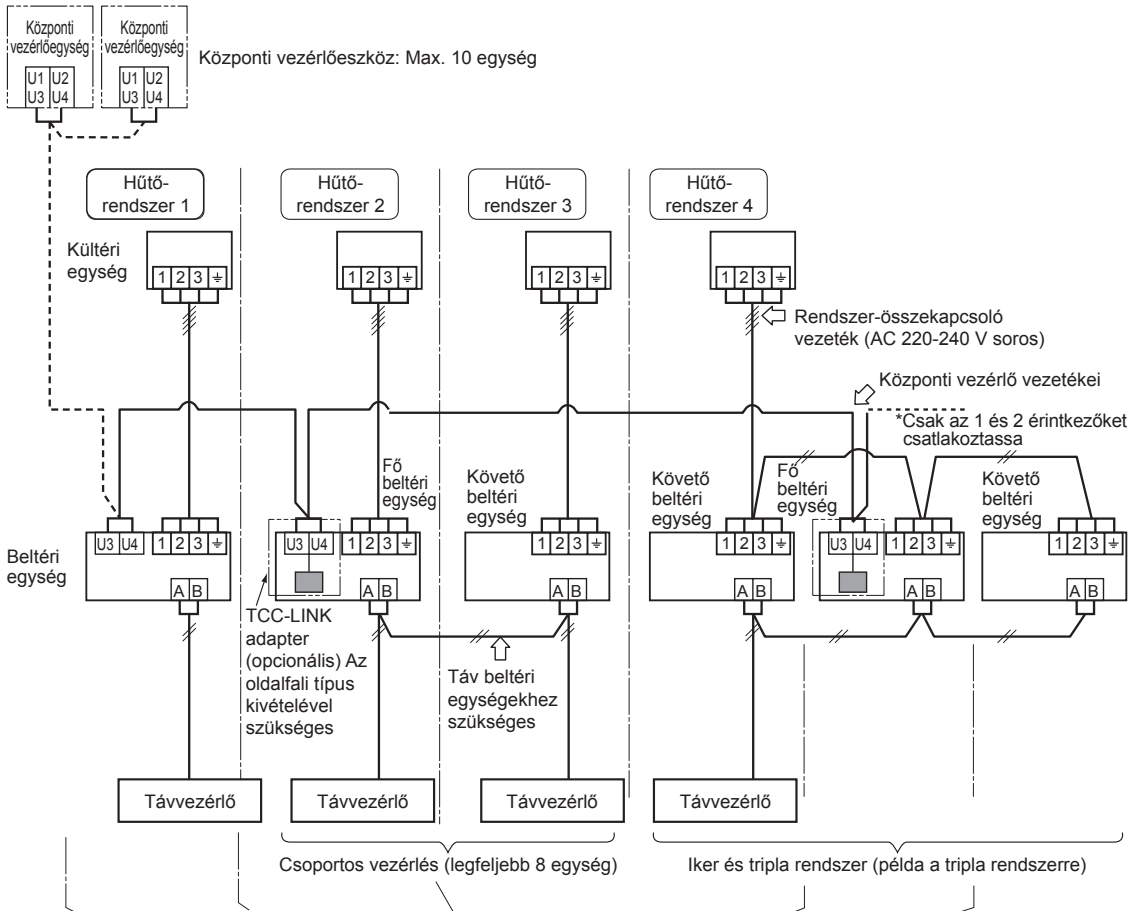 Központi
vezérlőegység
Központi
vezérlőegység
Központi vezérlőeszköz: Max. 10 egység
U1 U2
U3 U4
U1 U2
U3 U4
Hűtő-
rendszer 1
Hűtő-
rendszer 2
Hűtő-
rendszer 3
Hűtő-
rendszer 4
Kültéri
egység
1 2 3 ⏚
1 2 3 ⏚
1 2 3 ⏚
1 2 3 ⏚
Rendszer-összekapcsoló
vezeték (AC 220-240 V soros)
Központi vezérlő vezetékei
*Csak az 1 és 2 érintkezőket
csatlakoztassa
Fő
beltéri
egység
Követő
beltéri
egység
Követő
beltéri
egység
Fő
beltéri
egység
Követő
beltéri
egység
Beltéri
egység
U3 U4 1 2 3 ⏚
U3 U4 1 2 3 ⏚
1 2 3 ⏚
1 2 3 ⏚
U3 U4 1 2 3 ⏚
1 2 3 ⏚
A B
A B
A B
A B
A B
A B
TCC-LINK
adapter
(opcionális) Az
oldalfali típus
kivételével
szükséges
Táv beltéri
egységekhez
szükséges
Távvezérlő
Távvezérlő
Távvezérlő
Távvezérlő
Csoportos vezérlés (legfeljebb 8 egység)
Iker és tripla rendszer (példa a tripla rendszerre)